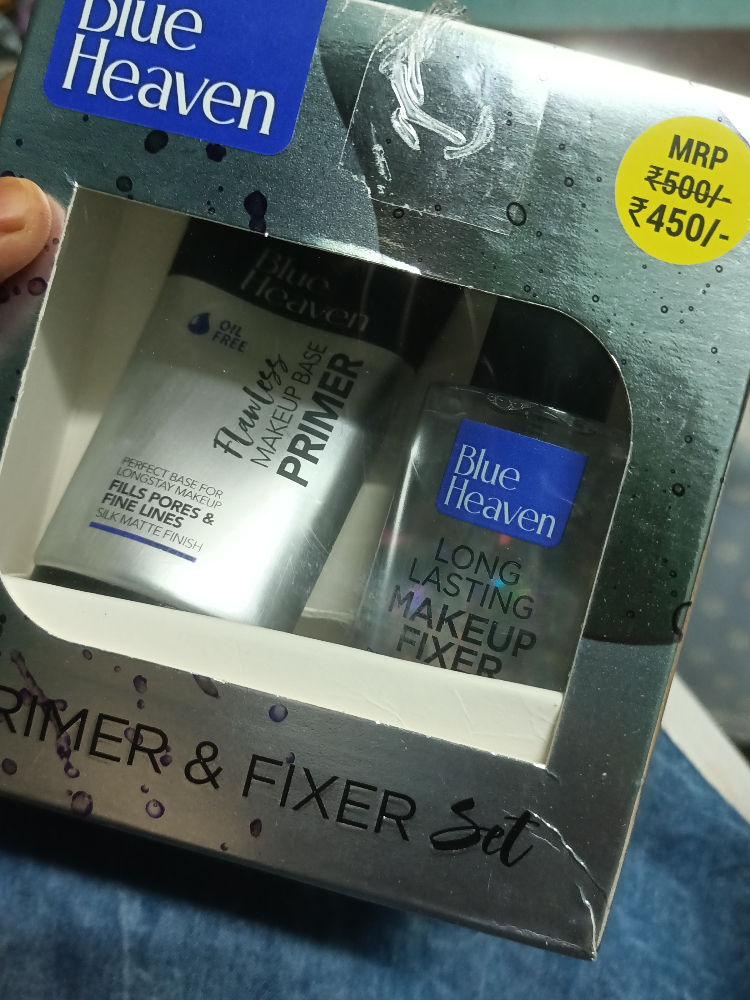 Blue
Heaven
MRP
₹500/-
₹450/-
Blue
Heaven
OIL
FREE
Flawless
MAKEUP BASE
PRIMER
PERFECT BASE FOR
LONGSTAY MAKEUP
FILLS PORES &
FINE LINES
SILK MATTE FINISH
Blue
Heaven
LONG
LASTING
MAKEUP
FIXER
RIMER & FIXER Set